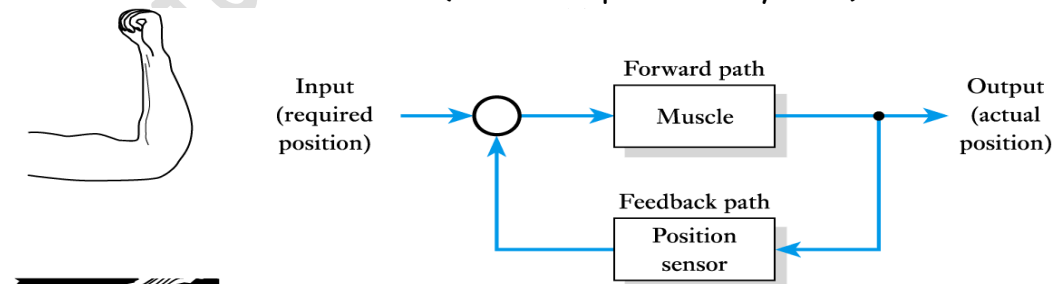 Forward path
Input
(required
position)
Muscle
Output
(actual
position)
Feedback path
Position
sensor